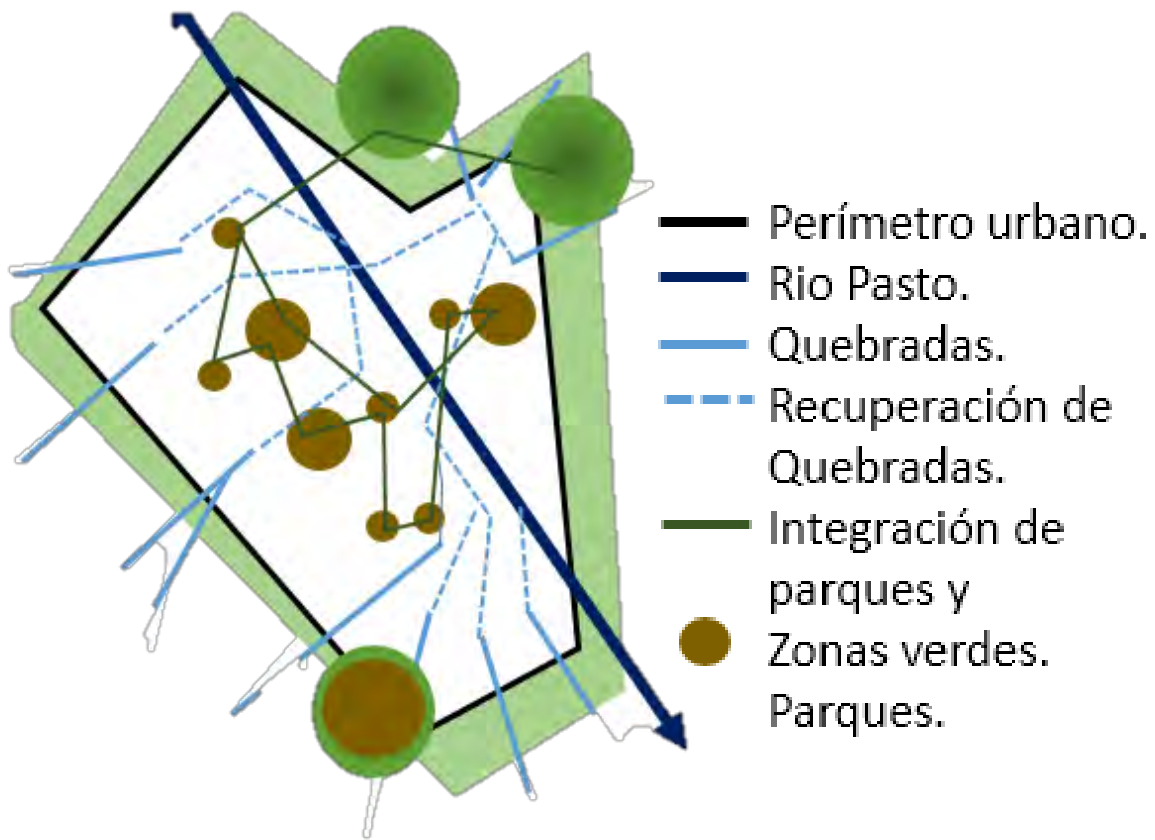 Perímetro urbano.
Rio Pasto.
Quebradas.
Recuperación de
Quebradas.
Integración de
parques y
Zonas verdes.
Parques.